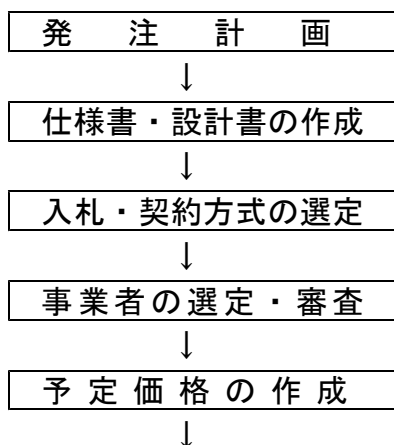 発注計画
↓
仕様書・設計書の作成
↓
入札・契約方式の選定
↓
事業者の選定・審査
↓
予定価格の作成
↓